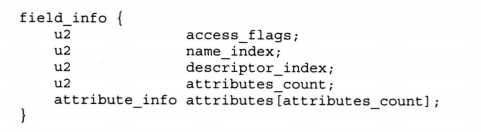 field_info {
    u2             access_flags;
    u2             name_index;
    u2             descriptor_index;
    u2             attributes_count;
    attribute_info attributes[attributes_count];
}